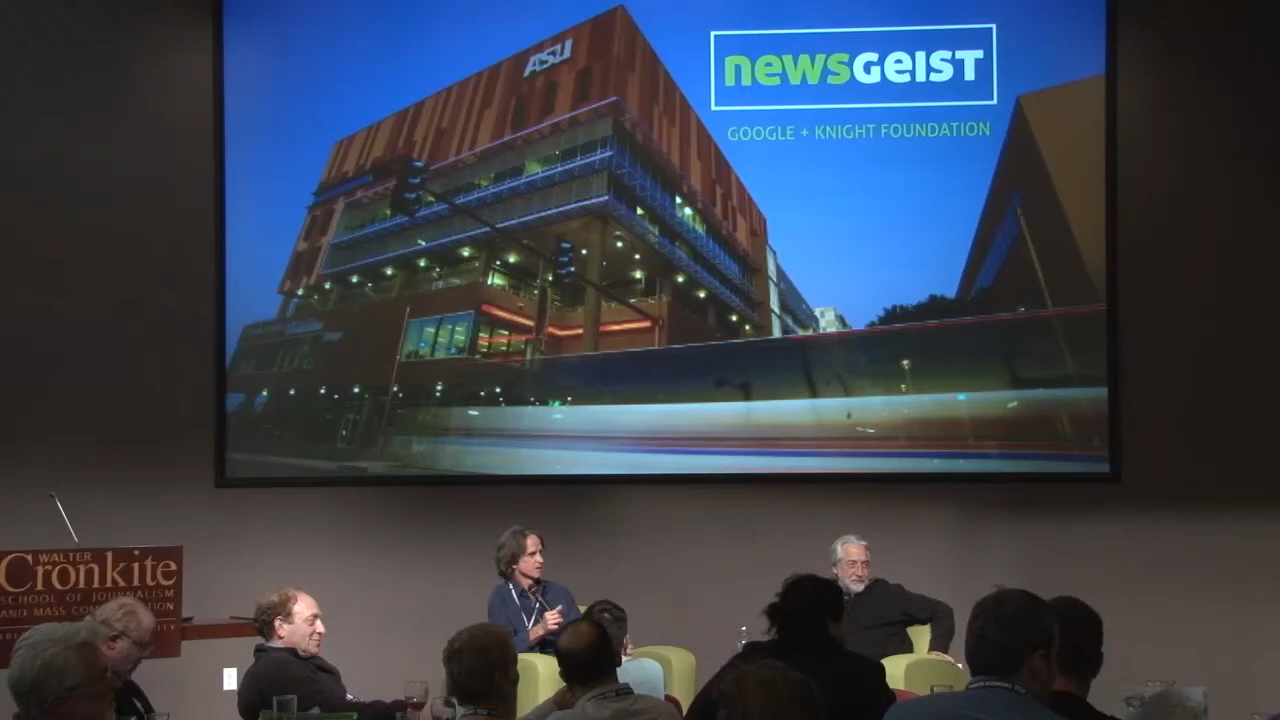 ASU
newsGeist
GOOGLE + KNIGHT FOUNDATION
WALTER
Cronkite
SCHOOL OF JOURNALISM
AND MASS COMMUNICATION